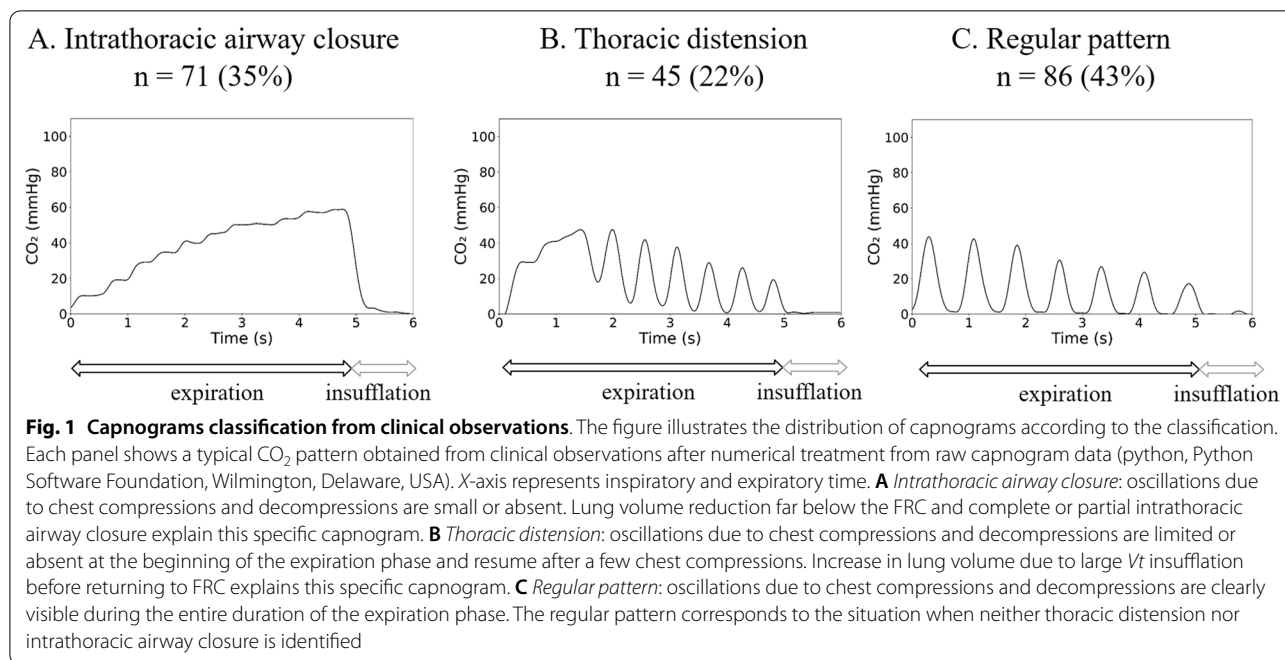 A. Intrathoracic airway closure
n = 71 (35%)
B. Thoracic distension
n = 45 (22%)
C. Regular pattern
n = 86 (43%)
100
80
60
40
20
0
CO₂ (mmHg)
0 1 2 3 4 5 6
Time (s)
expiration insufflation
100
80
60
40
20
0
CO₂ (mmHg)
0 1 2 3 4 5 6
Time (s)
expiration insufflation
100
80
60
40
20
0
CO₂ (mmHg)
0 1 2 3 4 5 6
Time (s)
expiration insufflation
Fig. 1 Capnograms classification from clinical observations. The figure illustrates the distribution of capnograms according to the classification.
Each panel shows a typical CO₂ pattern obtained from clinical observations after numerical treatment from raw capnogram data (python, Python
Software Foundation, Wilmington, Delaware, USA). X-axis represents inspiratory and expiratory time. A Intrathoracic airway closure: oscillations due
to chest compressions and decompressions are small or absent. Lung volume reduction far below the FRC and complete or partial intrathoracic
airway closure explain this specific capnogram. B Thoracic distension: oscillations due to chest compressions and decompressions are limited or
absent at the beginning of the expiration phase and resume after a few chest compressions. Increase in lung volume due to large Vt insufflation
before returning to FRC explains this specific capnogram. C Regular pattern: oscillations due to chest compressions and decompressions are clearly
visible during the entire duration of the expiration phase. The regular pattern corresponds to the situation when neither thoracic distension nor
intrathoracic airway closure is identified